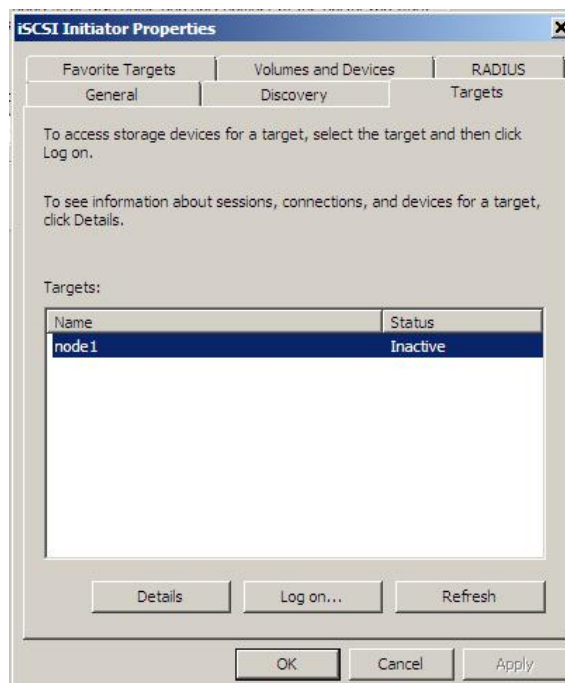 iSCSI Initiator Properties
Favorite Targets Volumes and Devices RADIUS
General Discovery Targets
To access storage devices for a target, select the target and then click
Log on.
To see information about sessions, connections, and devices for a target,
click Details.
Targets:
Name Status
node1 Inactive
Details Log on... Refresh
OK Cancel Apply